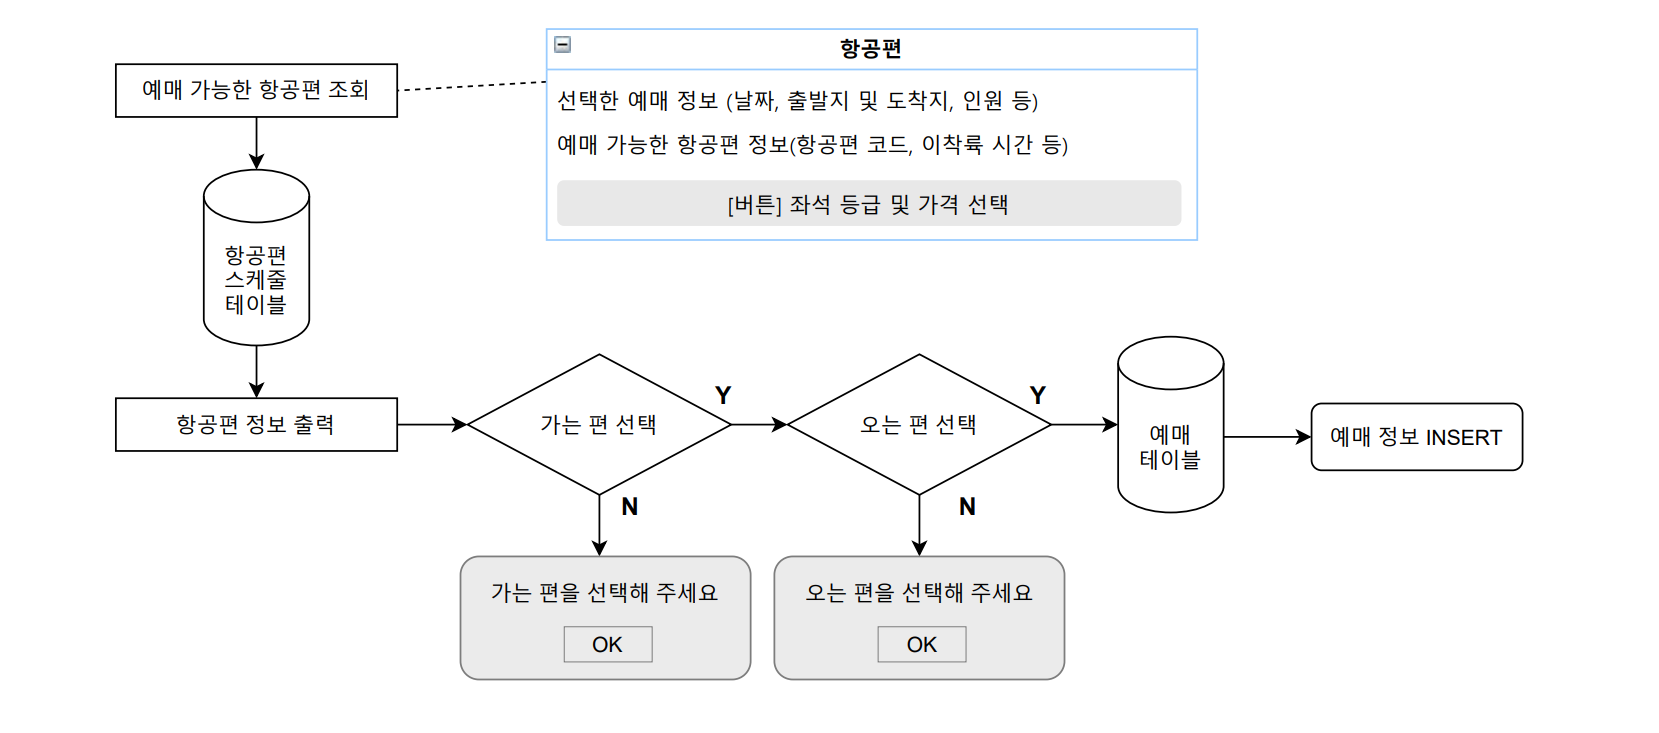 예매 가능한 항공편 조회
항공편
선택한 예매 정보 (날짜, 출발지 및 도착지, 인원 등)
예매 가능한 항공편 정보(항공편 코드, 이착륙 시간 등)
[버튼] 좌석 등급 및 가격 선택
항공편
스케줄
테이블
항공편 정보 출력
가는 편 선택
Y
N
오는 편 선택
Y
N
예매
테이블
예매 정보 INSERT
가는 편을 선택해 주세요
OK
오는 편을 선택해 주세요
OK